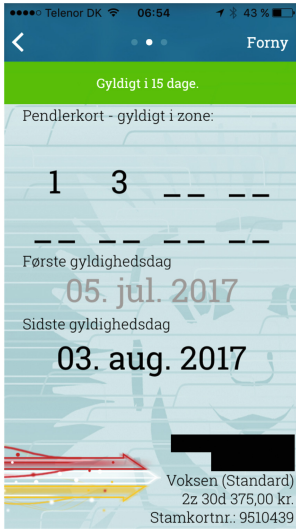 Telenor DK 06:54 43 %
Forny
Gyldigt i 15 dage.
Pendlerkort - gyldigt i zone:
1 3 __ __
__ __ __ __
Første gyldighedsdag
05. jul. 2017
Sidste gyldighedsdag
03. aug. 2017
Voksen (Standard)
2z 30d 375,00 kr.
Stamkortnr.: 9510439